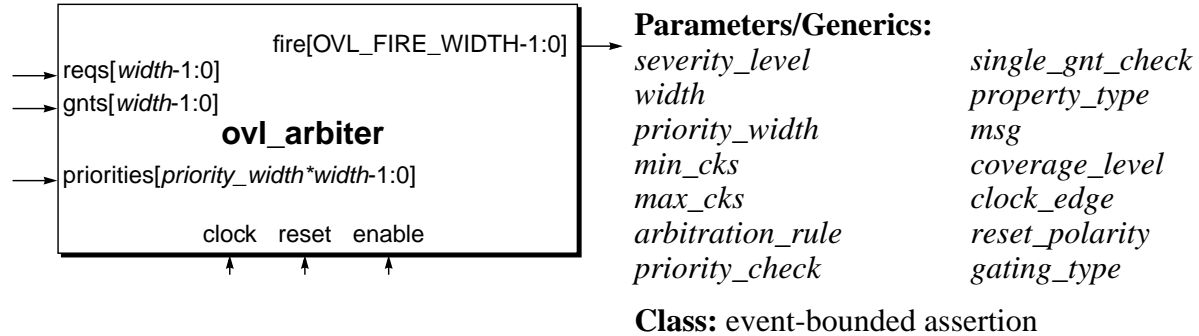 fire[OVL_FIRE_WIDTH-1:0]
reqs[width-1:0]
gnts[width-1:0]
ovl_arbiter
priorities[priority_width*width-1:0]
clock reset enable
Parameters/Generics:
severity_level single_gnt_check
width property_type
priority_width msg
min_cks coverage_level
max_cks clock_edge
arbitration_rule reset_polarity
priority_check gating_type
Class: event-bounded assertion